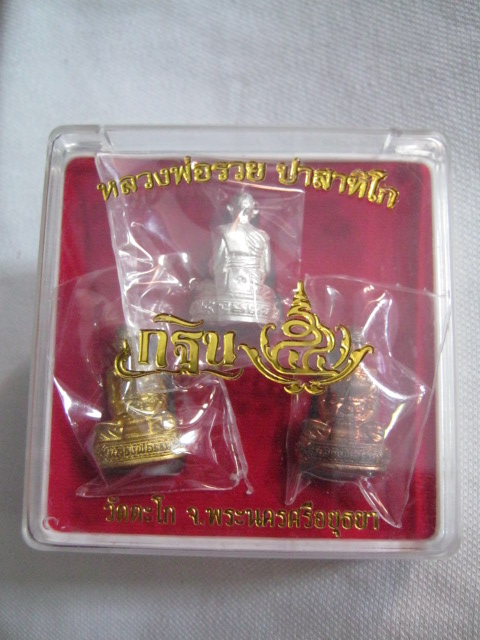 หลวงพ่อรวย ปาสาทิโก
กฐิน ๕๕
วัดตะโก จ.พระนครศรีอยุธยา